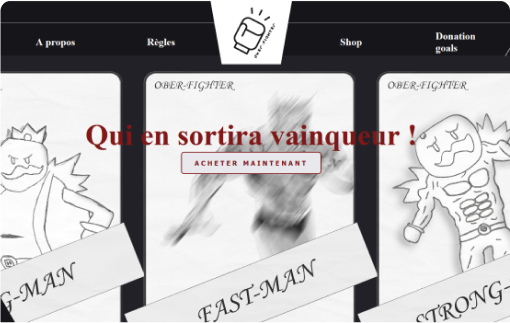 A propos
Règles
OBER-FIGHTER
Shop
Donation
goals
OBER-FIGHTER
OBER-FIGHTER
Qui en sortira vainqueur !
ACHETER MAINTENANT
G-MAN
FAST-MAN
STRONG-